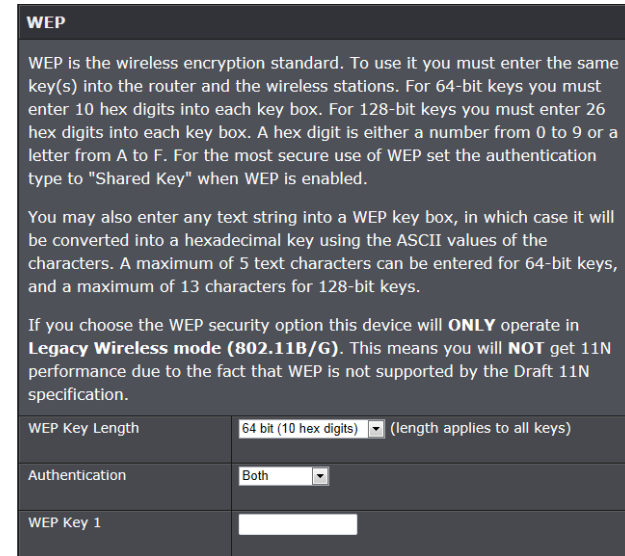 WEP
WEP is the wireless encryption standard. To use it you must enter the same
key(s) into the router and the wireless stations. For 64-bit keys you must
enter 10 hex digits into each key box. For 128-bit keys you must enter 26
hex digits into each key box. A hex digit is either a number from 0 to 9 or a
letter from A to F. For the most secure use of WEP set the authentication
type to "Shared Key" when WEP is enabled.
You may also enter any text string into a WEP key box, in which case it will
be converted into a hexadecimal key using the ASCII values of the
characters. A maximum of 5 text characters can be entered for 64-bit keys,
and a maximum of 13 characters for 128-bit keys.
If you choose the WEP security option this device will ONLY operate in
Legacy Wireless mode (802.11B/G). This means you will NOT get 11N
performance due to the fact that WEP is not supported by the Draft 11N
specification.
WEP Key Length 64 bit (10 hex digits) (length applies to all keys)
Authentication Both
WEP Key 1